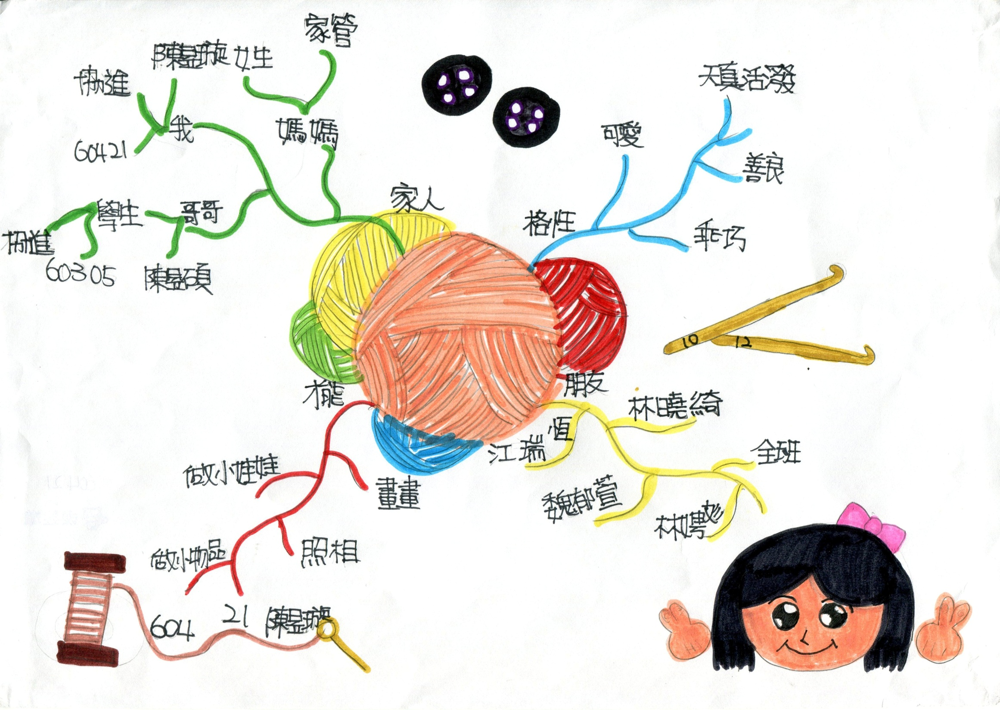 家管
陳昱璇
女生
協進
我
媽媽
60421
家人
哥哥
學生
協進
60305
陳昱碩
天真活潑
可愛
善良
格性
乖巧
10
12
朋友
林曉綺
江瑞恒
全班
魏郁萱
林娉彣
才能
做小娃娃
畫畫
做小物品
照相
604
21
陳昱璇